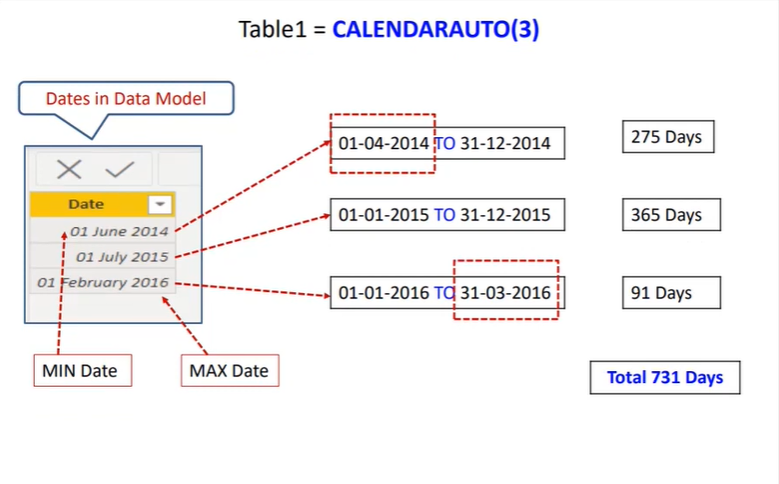 Table1 = CALENDARAUTO(3)
Dates in Data Model
Date
01 June 2014
01 July 2015
01 February 2016
MIN Date
MAX Date
01-04-2014 TO 31-12-2014
275 Days
01-01-2015 TO 31-12-2015
365 Days
01-01-2016 TO 31-03-2016
91 Days
Total 731 Days